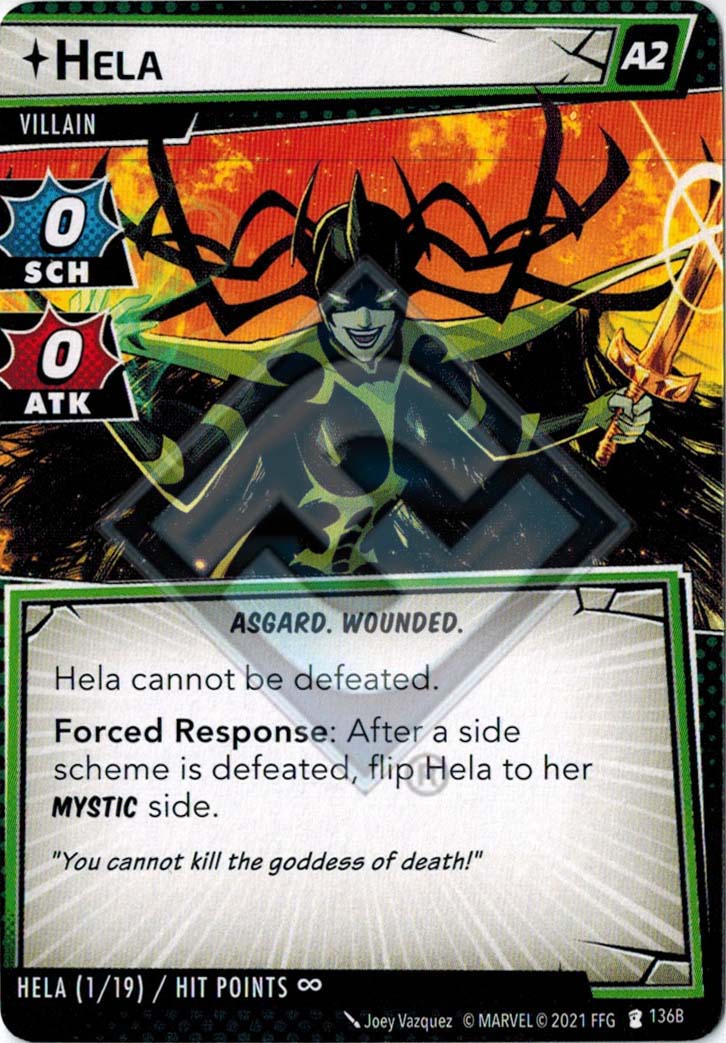 HELA
A2
VILLAIN
0
SCH
0
ATK
ASGARD. WOUNDED.
Hela cannot be defeated.
Forced Response: After a side
scheme is defeated, flip Hela to her
MYSTIC side.
"You cannot kill the goddess of death!"
HELA (1/19) / HIT POINTS ∞
Joey Vazquez © MARVEL © 2021 FFG 136B
®